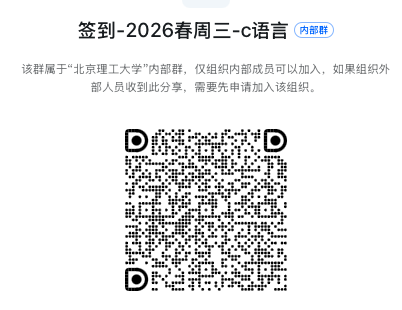 签到-2026春周三-c语言 内部群
该群属于“北京理工大学”内部群，仅组织内部成员可以加入，如果组织外
部人员收到此分享，需要先申请加入该组织。